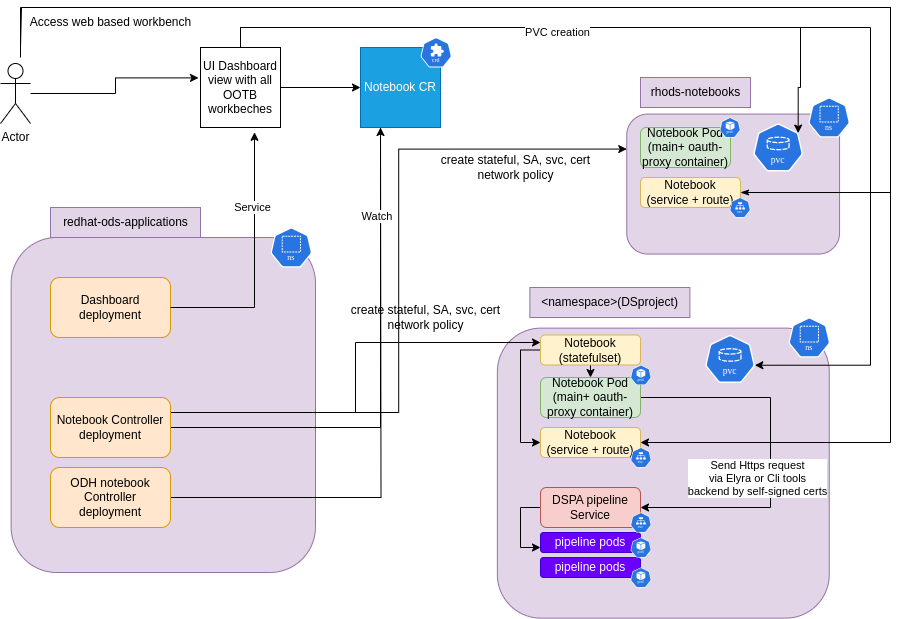 Access web based workbench
PVC creation
UI Dashboard
view with all
OOTB
workbeches
Notebook CR
crd
Actor
rhods-notebooks
ns
Notebook Pod
(main+ oauth-
proxy container)
pvc
Notebook
(service + route)
create stateful, SA, svc, cert
network policy
Service
Watch
redhat-ods-applications
ns
Dashboard
deployment
create stateful, SA, svc, cert
network policy
Notebook Controller
deployment
ODH notebook
Controller
deployment
<namespace>(DSproject)
ns
Notebook
(statefulset)
pvc
Notebook Pod
(main+ oauth-
proxy container)
Notebook
(service + route)
Send Https request
via Elyra or Cli tools
backend by self-signed certs
DSPA pipeline
Service
pipeline pods
pipeline pods